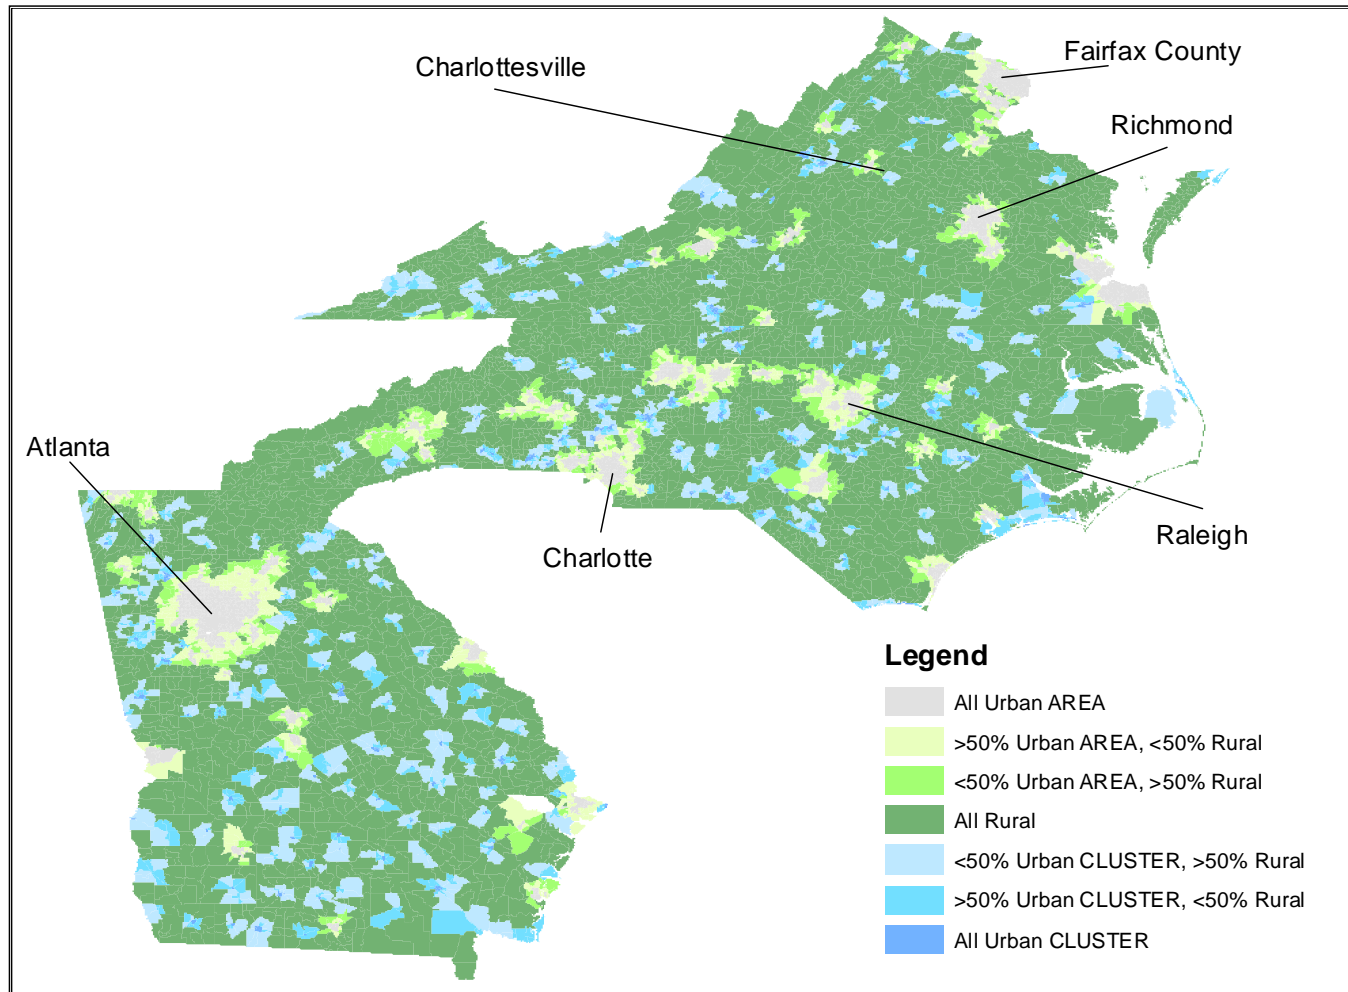 Fairfax County
Charlottesville
Richmond
Atlanta
Raleigh
Charlotte
Legend
All Urban AREA
>50% Urban AREA, <50% Rural
<50% Urban AREA, >50% Rural
All Rural
<50% Urban CLUSTER, >50% Rural
>50% Urban CLUSTER, <50% Rural
All Urban CLUSTER